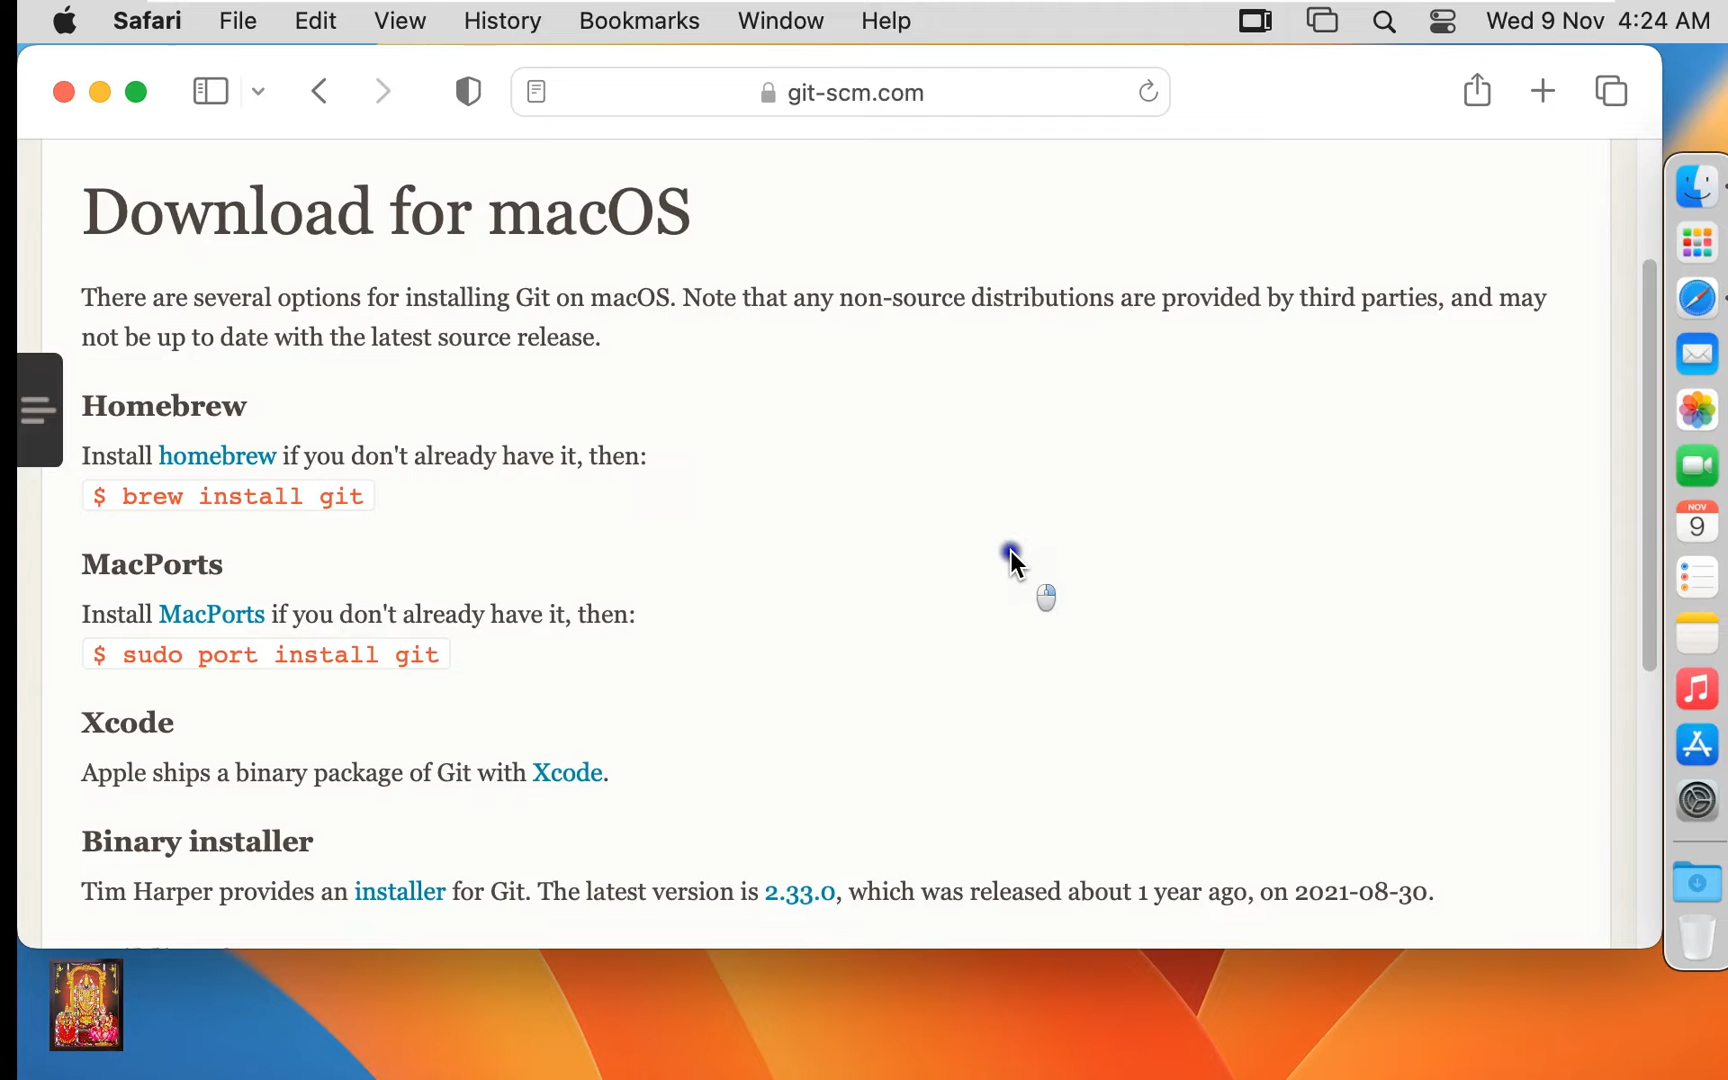 Safari File Edit View History Bookmarks Window Help Wed 9 Nov 4:24 AM
git-scm.com
Download for macOS
There are several options for installing Git on macOS. Note that any non-source distributions are provided by third parties, and may
not be up to date with the latest source release.
Homebrew
Install homebrew if you don't already have it, then:
$ brew install git
MacPorts
Install MacPorts if you don't already have it, then:
$ sudo port install git
NOV
9
Xcode
Apple ships a binary package of Git with Xcode.
Binary installer
Tim Harper provides an installer for Git. The latest version is 2.33.0, which was released about 1 year ago, on 2021-08-30.